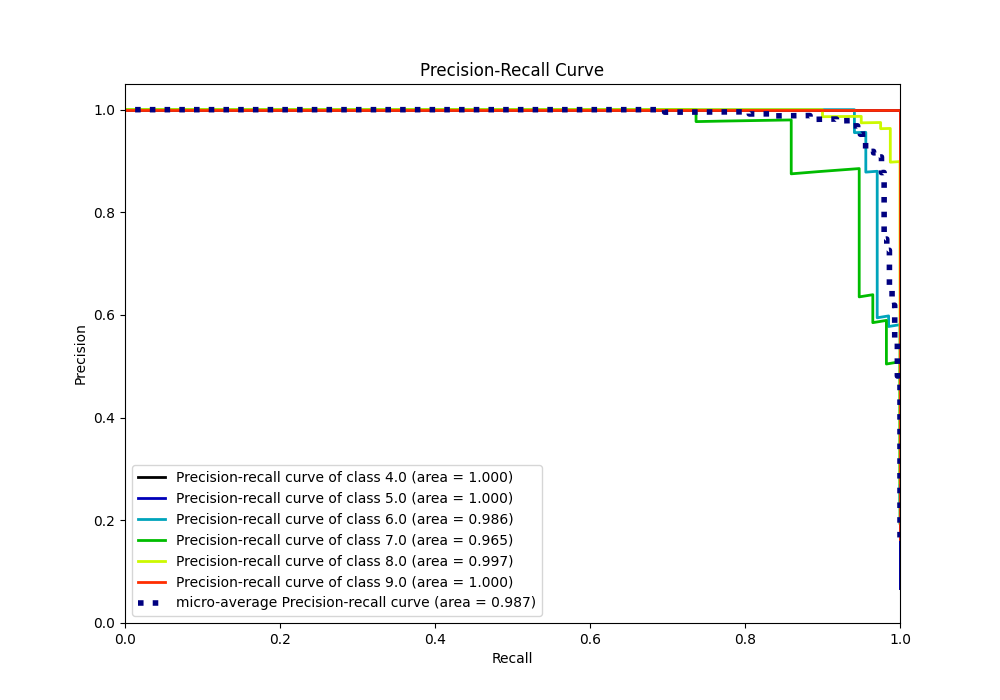 Precision-Recall Curve
1.0
0.8
0.6
0.4
0.2
0.0
Precision
Precision-recall curve of class 4.0 (area = 1.000)
Precision-recall curve of class 5.0 (area = 1.000)
Precision-recall curve of class 6.0 (area = 0.986)
Precision-recall curve of class 7.0 (area = 0.965)
Precision-recall curve of class 8.0 (area = 0.997)
Precision-recall curve of class 9.0 (area = 1.000)
micro-average Precision-recall curve (area = 0.987)
0.0 0.2 0.4 0.6 0.8 1.0
Recall